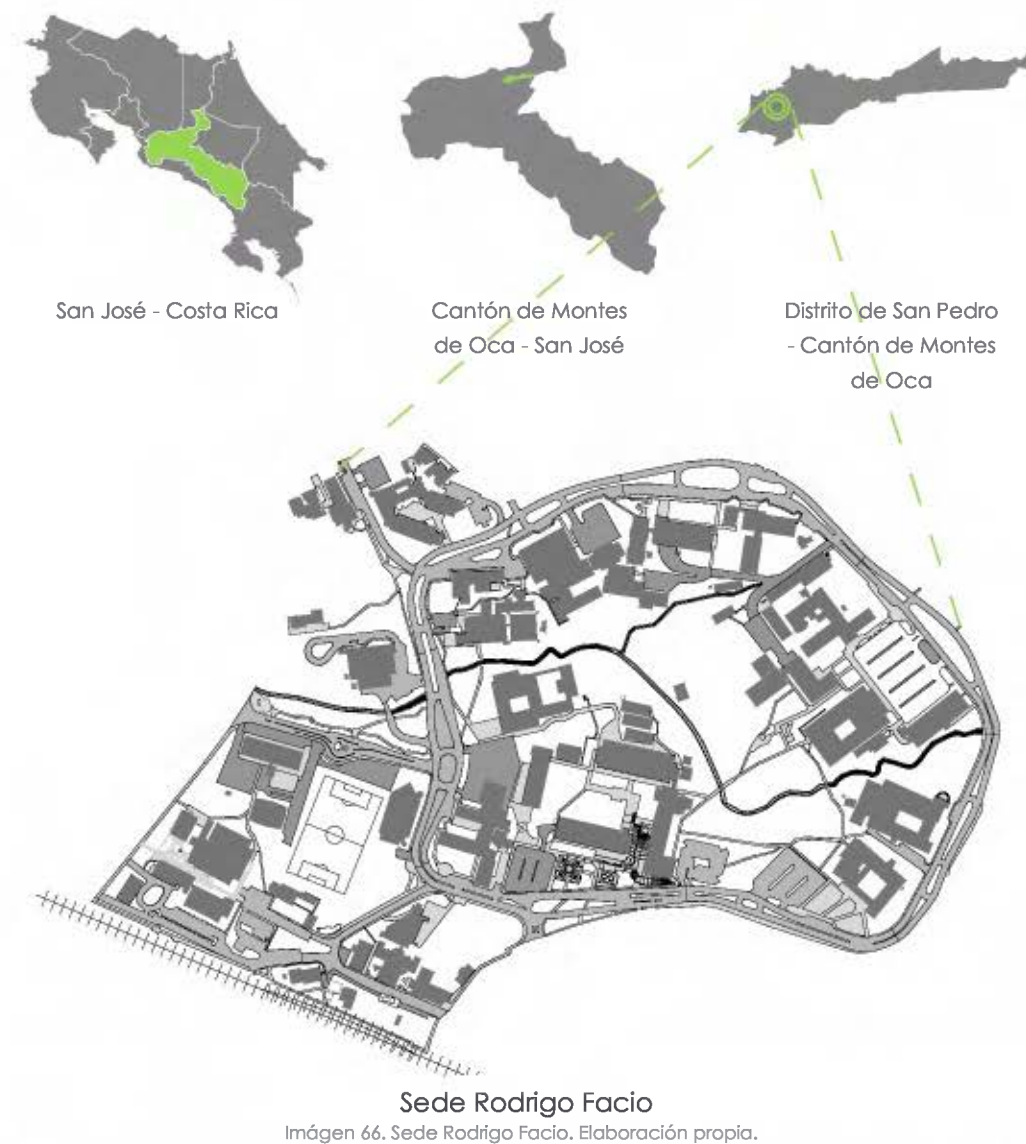 San José - Costa Rica
Cantón de Montes
de Oca - San José
Distrito de San Pedro
- Cantón de Montes
de Oca
Sede Rodrigo Facio
Imágen 66. Sede Rodrigo Facio. Elaboración propia.